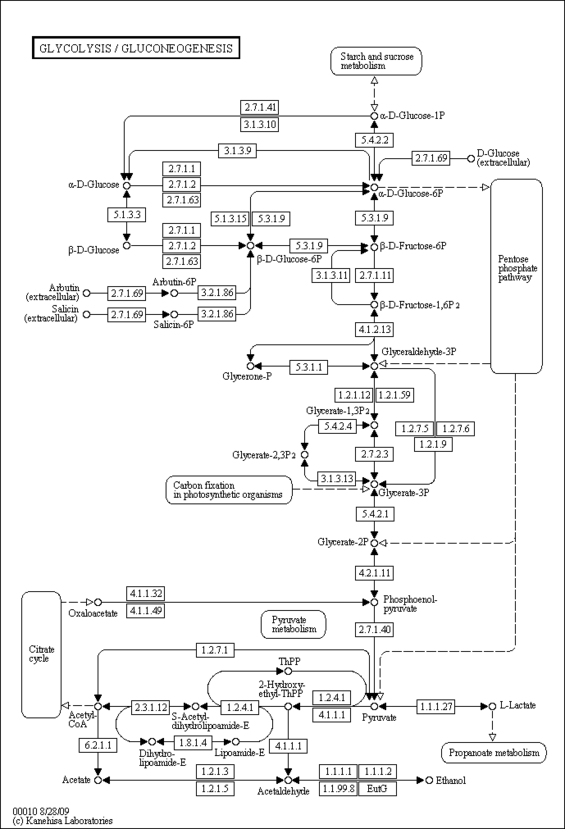 GLYCOLYSIS / GLUCONEOGENESIS
Starch and sucrose
metabolism
2.7.1.41
3.1.3.10
α-D-Glucose-1P
5.4.2.2
3.1.3.9
2.7.1.69
D-Glucose
(extracellular)
α-D-Glucose
2.7.1.1
2.7.1.2
2.7.1.63
α-D-Glucose-6P
5.1.3.3
5.1.3.15
5.3.1.9
5.3.1.9
β-D-Glucose
2.7.1.1
2.7.1.2
2.7.1.63
β-D-Glucose-6P
5.3.1.9
β-D-Fructose-6P
Pentose
phosphate
pathway
3.1.3.11
2.7.1.11
Arbutin
(extracellular)
2.7.1.69
Arbutin-6P
3.2.1.86
Salicin
(extracellular)
2.7.1.69
Salicin-6P
3.2.1.86
β-D-Fructose-1,6P2
4.1.2.13
Glyceraldehyde-3P
Glycerone-P
5.3.1.1
1.2.1.12
1.2.1.59
Glycerate-1,3P2
5.4.2.4
1.2.7.5
1.2.7.6
1.2.1.9
Glycerate-2,3P2
2.7.2.3
3.1.3.13
Carbon fixation
in photosynthetic organisms
Glycerate-3P
5.4.2.1
Glycerate-2P
4.2.1.11
4.1.1.32
4.1.1.49
Oxaloacetate
Phosphoenol-
pyruvate
Pyruvate
metabolism
2.7.1.40
Citrate
cycle
1.2.7.1
ThPP
2-Hydroxy-
ethyl-ThPP
Acetyl-
CoA
2.3.1.12
S-Acetyl-
dihydrolipoamide-E
1.2.4.1
1.2.4.1
4.1.1.1
Pyruvate
1.1.1.27
L-Lactate
6.2.1.1
Dihydro-
lipoamide-E
1.8.1.4
Lipoamide-E
4.1.1.1
Propanoate metabolism
Acetate
1.2.1.3
1.2.1.5
Acetaldehyde
1.1.1.1
1.1.1.2
1.1.99.8
EutG
Ethanol
00010 8/28/09
(c) Kanehisa Laboratories